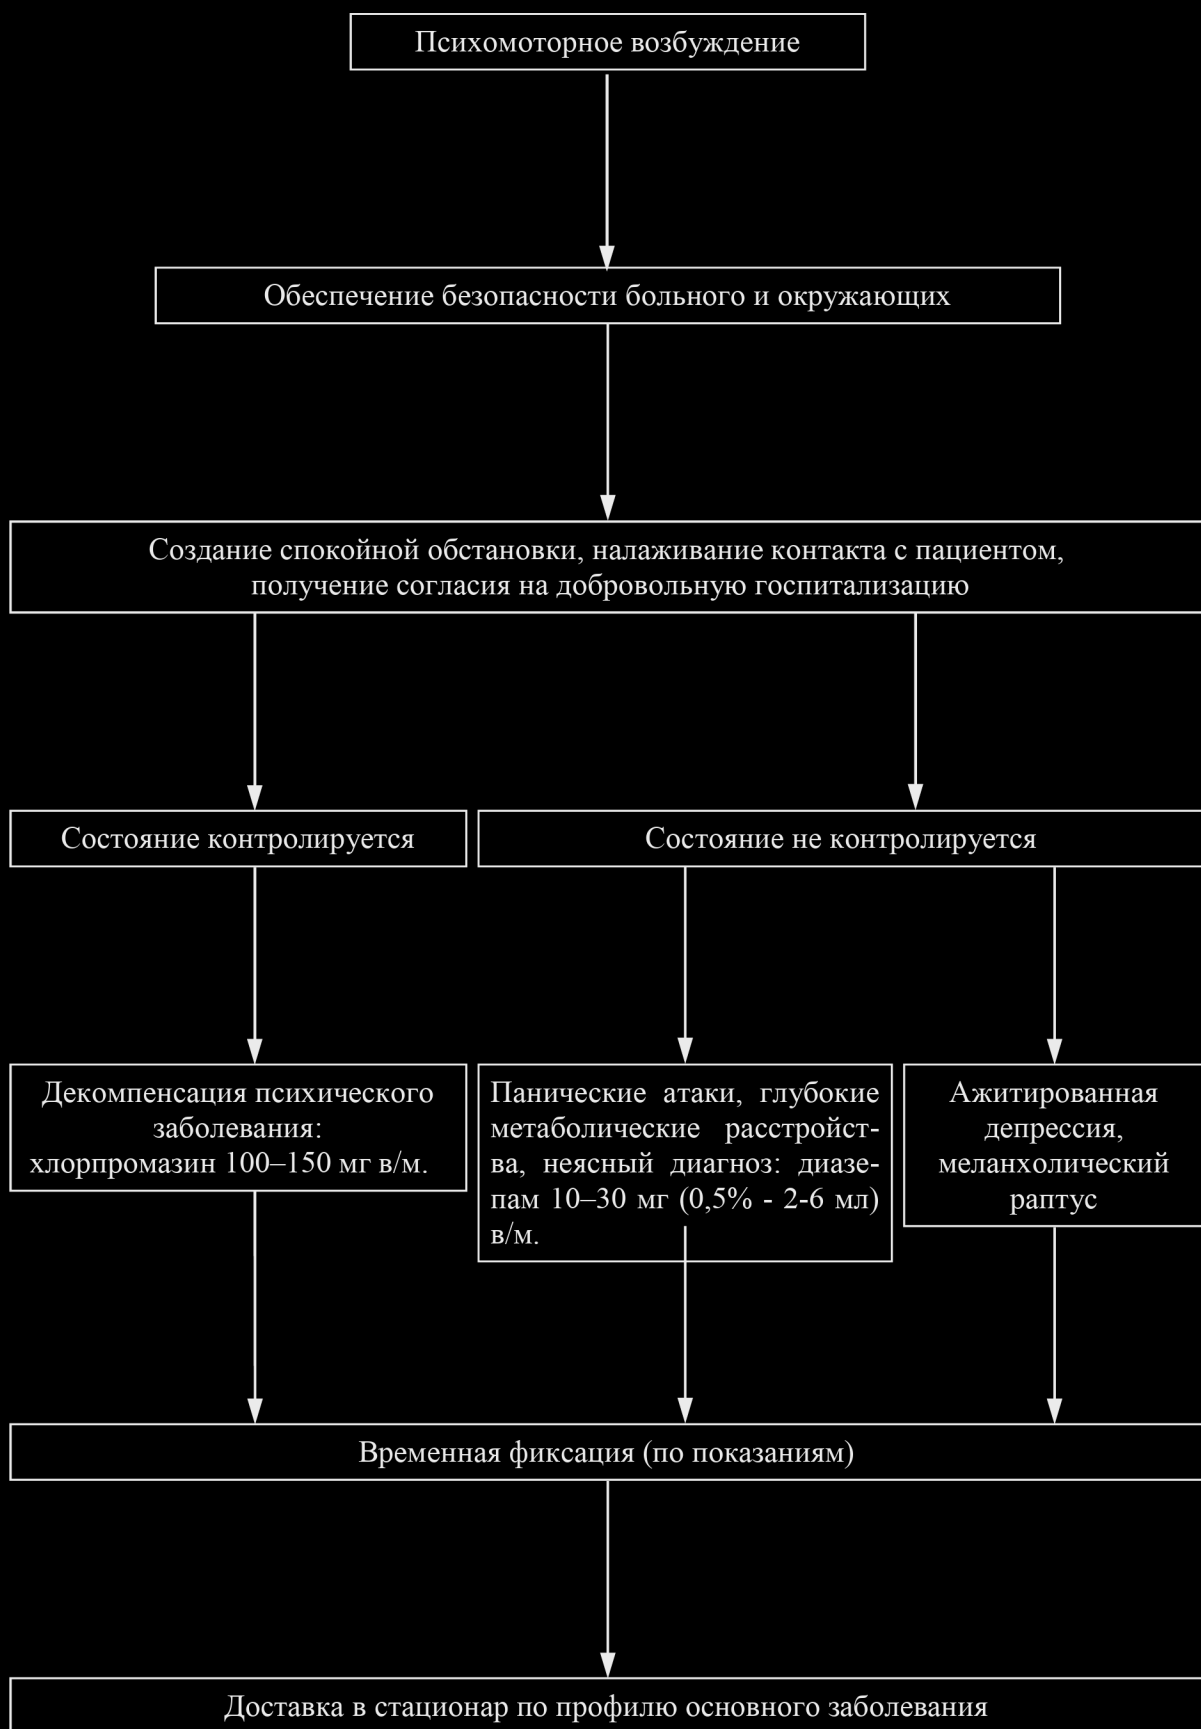 Психомоторное возбуждение
Обеспечение безопасности больного и окружающих
Создание спокойной обстановки, налаживание контакта с пациентом,
получение согласия на добровольную госпитализацию
Состояние контролируется
Состояние не контролируется
Декомпенсация психического
заболевания:
хлорпромазин 100–150 мг в/м.
Панические атаки, глубокие
метаболические расстройст-
ва, неясный диагноз: диазе-
пам 10–30 мг (0,5% - 2-6 мл)
в/м.
Ажитированная
депрессия,
меланхолический
раптус
Временная фиксация (по показаниям)
Доставка в стационар по профилю основного заболевания